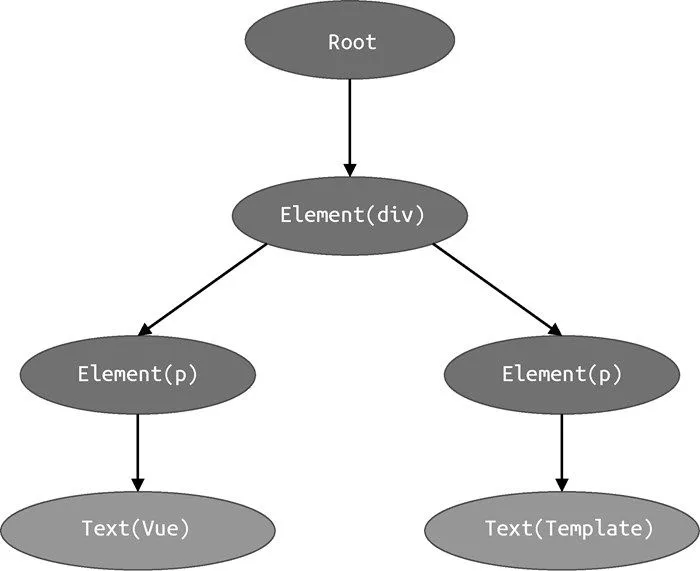 Root
Element(div)
Element(p)
Element(p)
Text(Vue)
Text(Template)